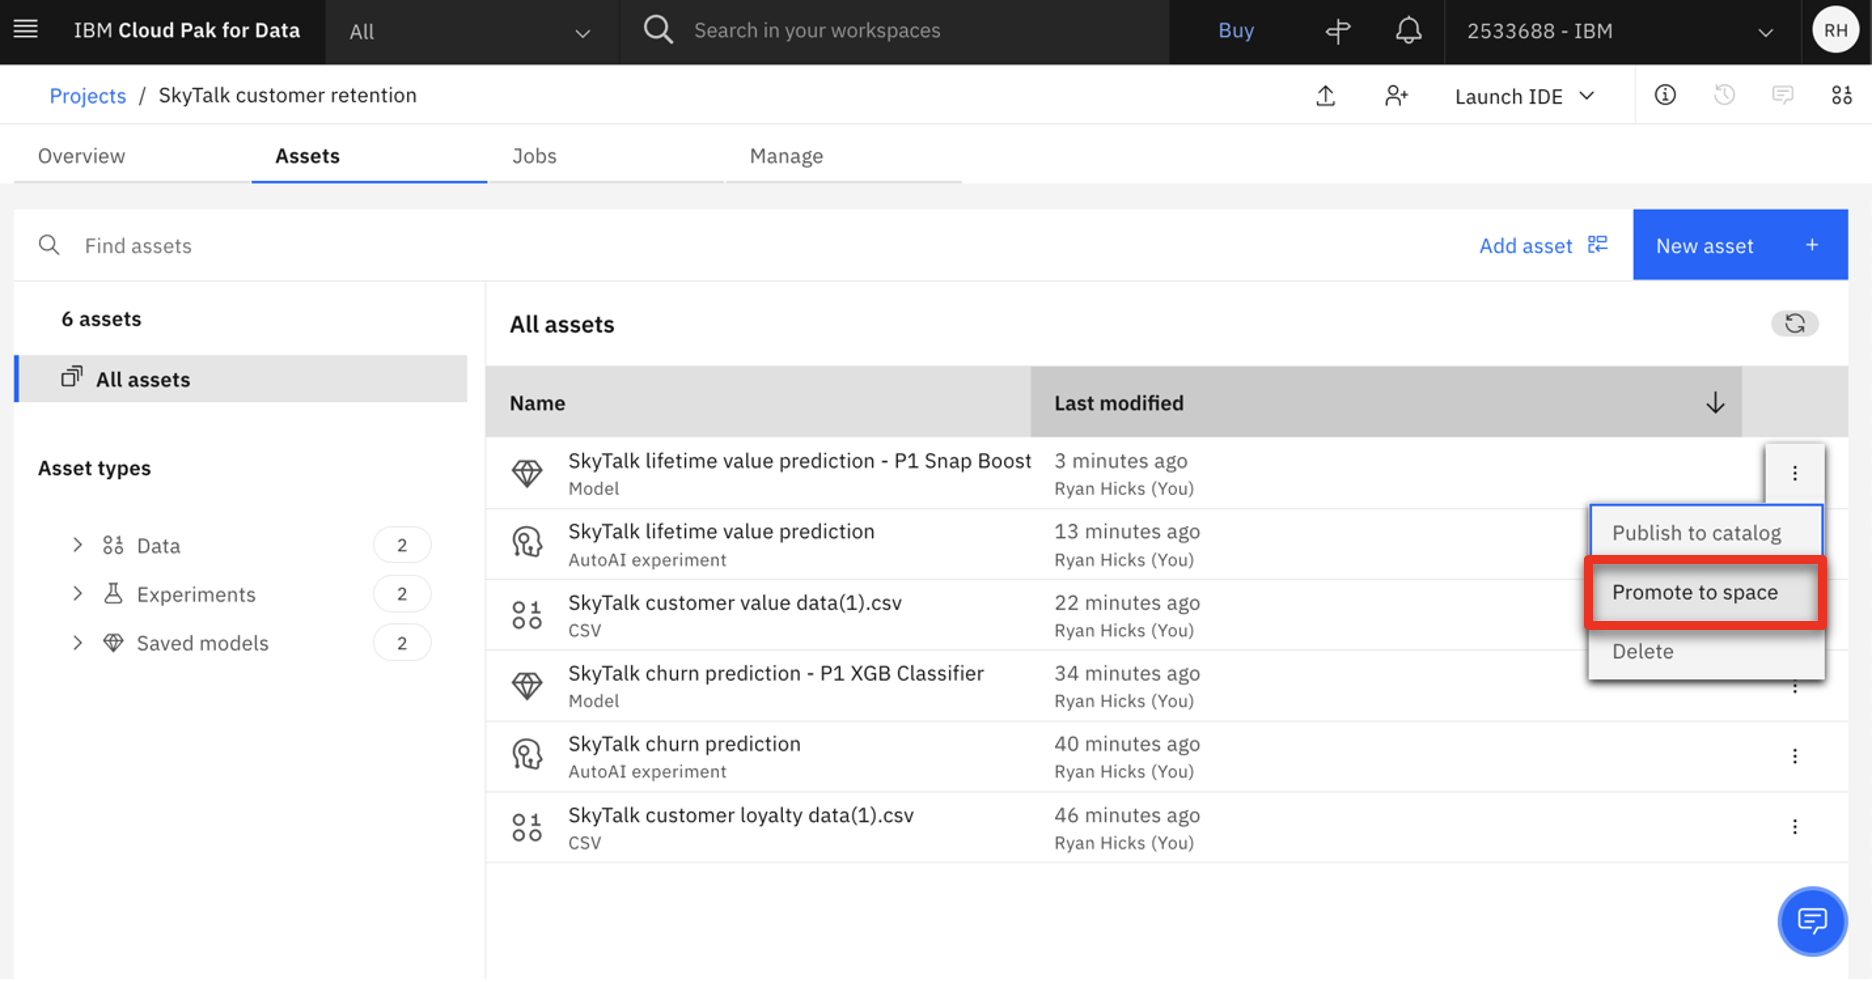 IBM Cloud Pak for Data
All
Search in your workspaces
Buy
2533688 - IBM
RH
Projects / SkyTalk customer retention
Launch IDE
Overview
Assets
Jobs
Manage
Find assets
Add asset
New asset +
6 assets
All assets
Asset types
Data 2
Experiments 2
Saved models 2
All assets
Name
Last modified
SkyTalk lifetime value prediction - P1 Snap Boost
Model
3 minutes ago
Ryan Hicks (You)
SkyTalk lifetime value prediction
AutoAI experiment
13 minutes ago
Ryan Hicks (You)
SkyTalk customer value data(1).csv
CSV
22 minutes ago
Ryan Hicks (You)
SkyTalk churn prediction - P1 XGB Classifier
Model
34 minutes ago
Ryan Hicks (You)
SkyTalk churn prediction
AutoAI experiment
40 minutes ago
Ryan Hicks (You)
SkyTalk customer loyalty data(1).csv
CSV
46 minutes ago
Ryan Hicks (You)
Publish to catalog
Promote to space
Delete